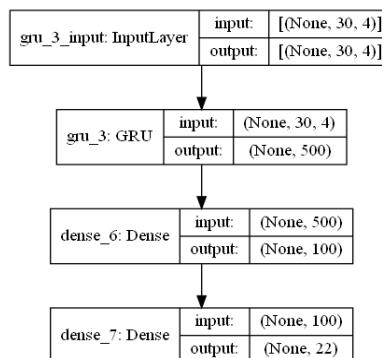 gru_3_input: InputLayer
input: [(None, 30, 4)]
output: [(None, 30, 4)]
gru_3: GRU
input: (None, 30, 4)
output: (None, 500)
dense_6: Dense
input: (None, 500)
output: (None, 100)
dense_7: Dense
input: (None, 100)
output: (None, 22)